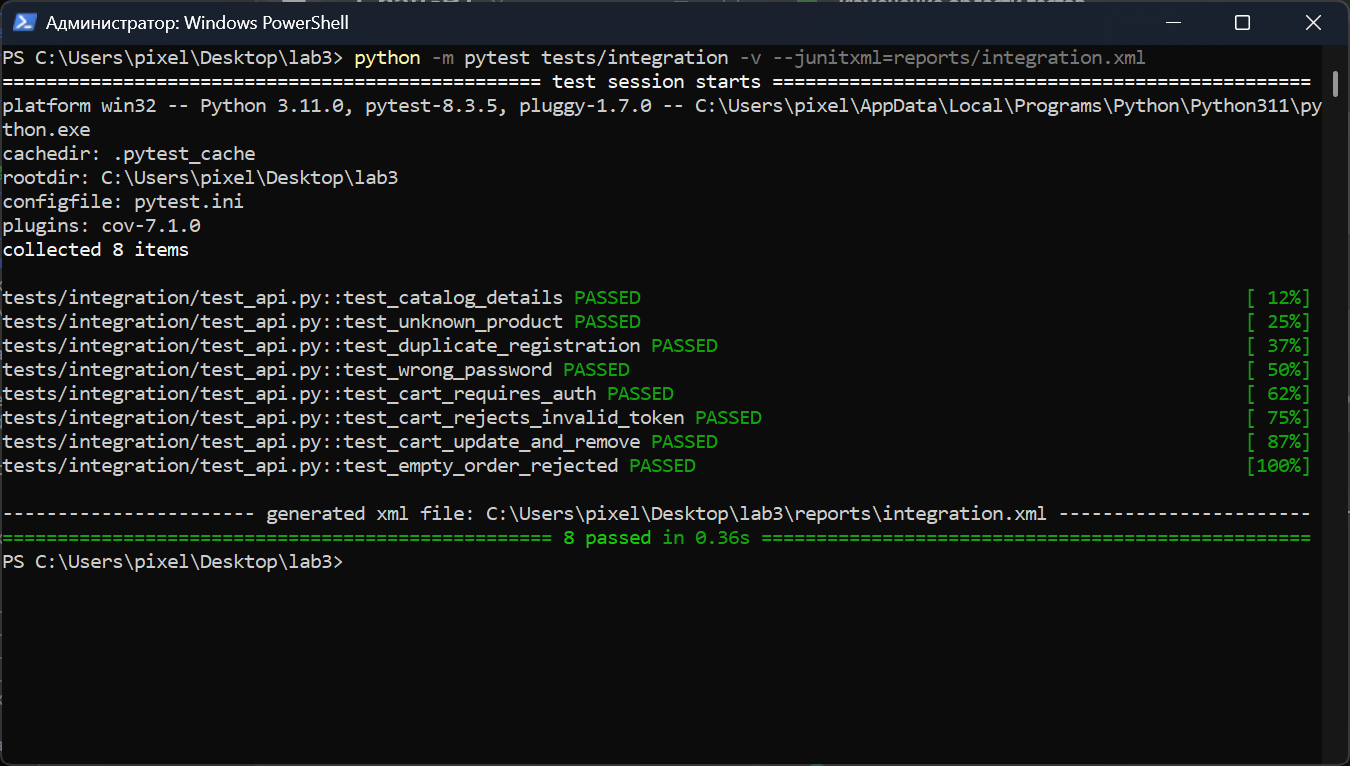 Администратор: Windows PowerShell
PS C:\Users\pixel\Desktop\lab3> python -m pytest tests/integration -v --junitxml=reports/integration.xml
================================================= test session starts =================================================
platform win32 -- Python 3.11.0, pytest-8.3.5, pluggy-1.7.0 -- C:\Users\pixel\AppData\Local\Programs\Python\Python311\py
thon.exe
cachedir: .pytest_cache
rootdir: C:\Users\pixel\Desktop\lab3
configfile: pytest.ini
plugins: cov-7.1.0
collected 8 items
tests/integration/test_api.py::test_catalog_details PASSED [ 12%]
tests/integration/test_api.py::test_unknown_product PASSED [ 25%]
tests/integration/test_api.py::test_duplicate_registration PASSED [ 37%]
tests/integration/test_api.py::test_wrong_password PASSED [ 50%]
tests/integration/test_api.py::test_cart_requires_auth PASSED [ 62%]
tests/integration/test_api.py::test_cart_rejects_invalid_token PASSED [ 75%]
tests/integration/test_api.py::test_cart_update_and_remove PASSED [ 87%]
tests/integration/test_api.py::test_empty_order_rejected PASSED [100%]
----------------------- generated xml file: C:\Users\pixel\Desktop\lab3\reports\integration.xml -----------------------
================================================== 8 passed in 0.36s ==================================================
PS C:\Users\pixel\Desktop\lab3>